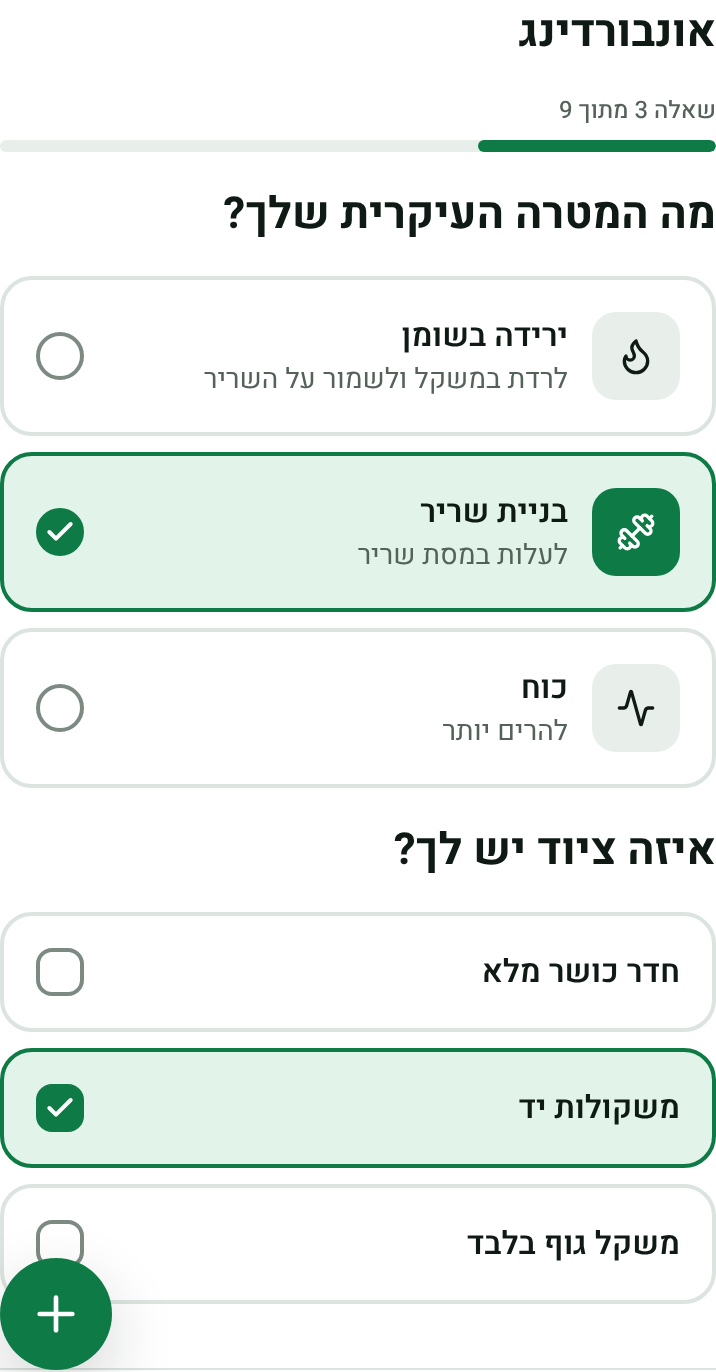 אונבורדינג
שאלה 3 מתוך 9
מה המטרה העיקרית שלך?
ירידה בשומן
לרדת במשקל ולשמור על השריר
בניית שריר
לעלות במסת שריר
כוח
להרים יותר
איזה ציוד יש לך?
חדר כושר מלא
משקולות יד
משקל גוף בלבד